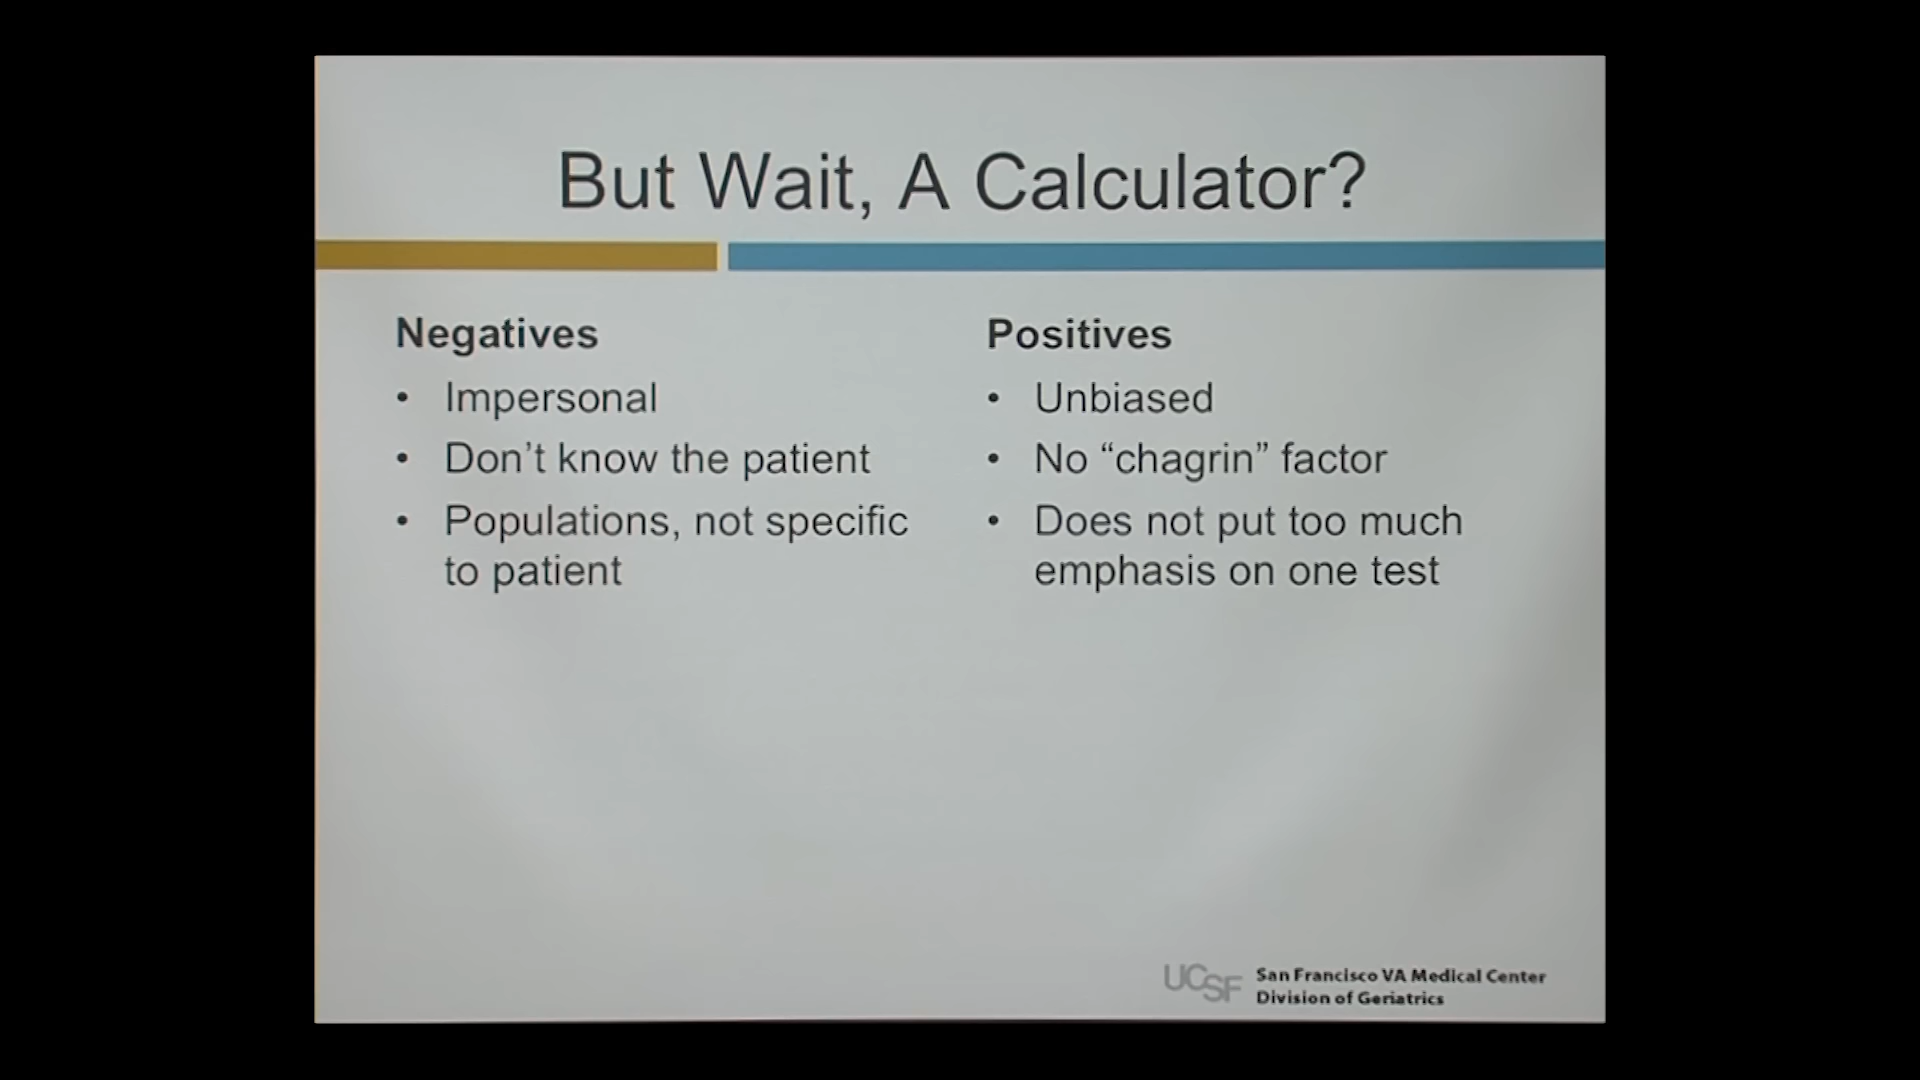 But Wait, A Calculator?
Negatives
• Impersonal
• Don’t know the patient
• Populations, not specific
to patient
Positives
• Unbiased
• No “chagrin” factor
• Does not put too much
emphasis on one test
UCSF
San Francisco VA Medical Center
Division of Geriatrics